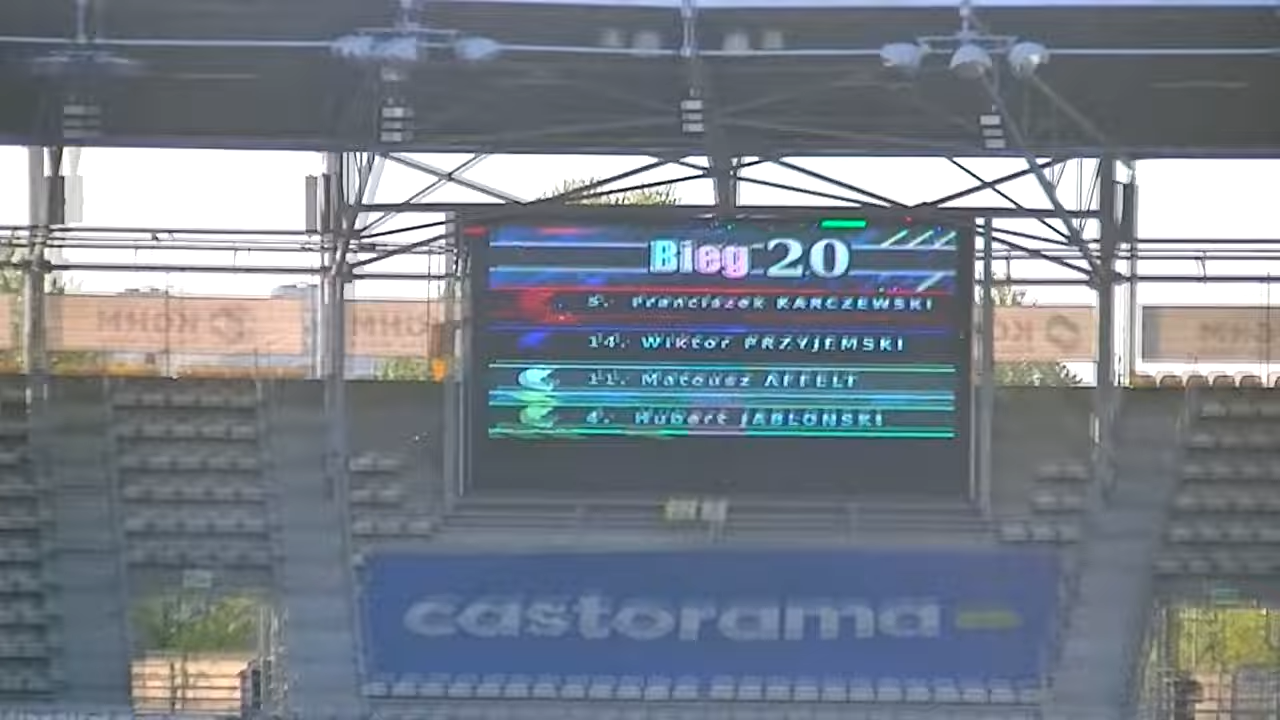 Bieg 20
5. Franciszek KARCZEWSKI
14. Wiktor PRZYJEMSKI
11. Mateusz AFFELT
4. Hubert JABŁOŃSKI
castorama